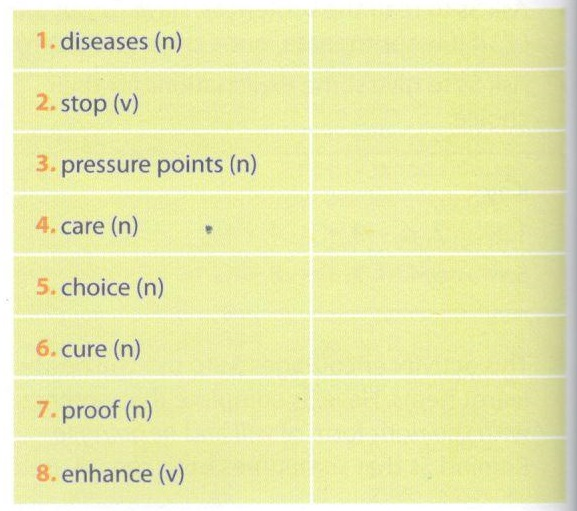 1. diseases (n)
2. stop (v)
3. pressure points (n)
4. care (n)
5. choice (n)
6. cure (n)
7. proof (n)
8. enhance (v)